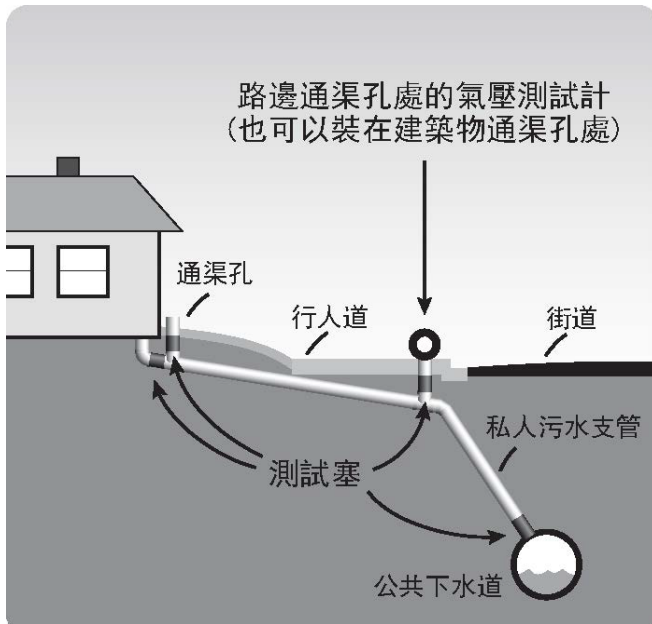 路邊通渠孔處的氣壓測試計
(也可以裝在建築物通渠孔處)
通渠孔
行人道
街道
私人污水支管
測試塞
公共下水道